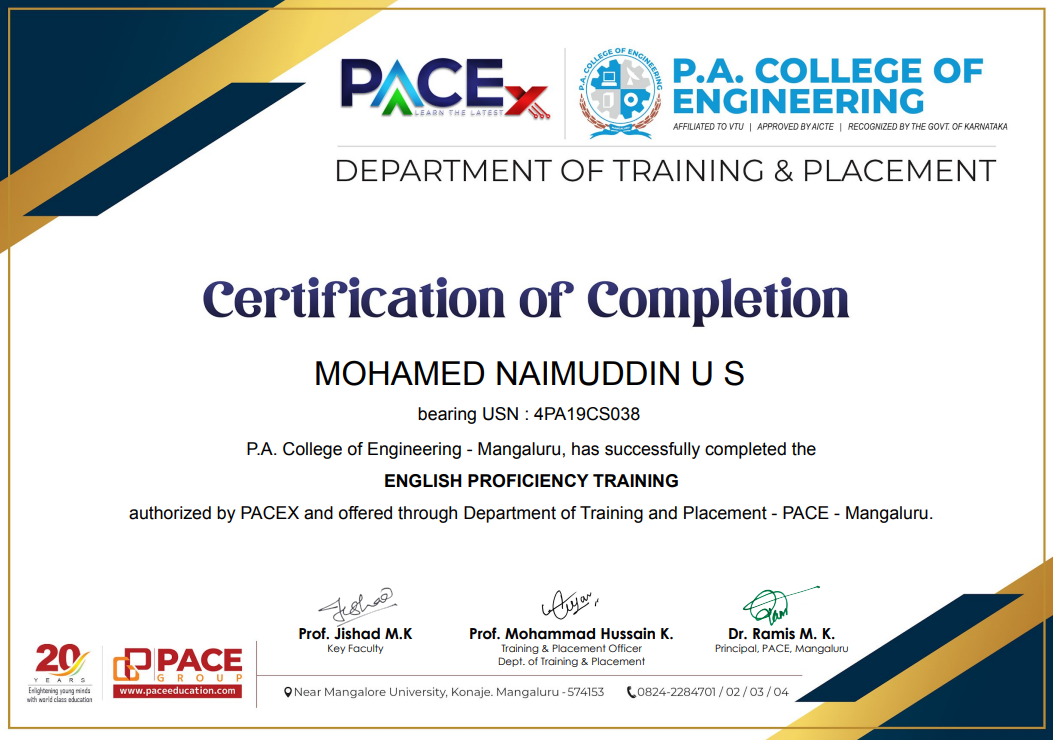 PACEX
LEARN THE LATEST
P.A. COLLEGE OF ENGINEERING
P.A. COLLEGE OF
ENGINEERING
AFFILIATED TO VTU | APPROVED BY AICTE | RECOGNIZED BY THE GOVT. OF KARNATAKA
DEPARTMENT OF TRAINING & PLACEMENT
Certification of Completion
MOHAMED NAIMUDDIN U S
bearing USN : 4PA19CS038
P.A. College of Engineering - Mangaluru, has successfully completed the
ENGLISH PROFICIENCY TRAINING
authorized by PACEX and offered through Department of Training and Placement - PACE - Mangaluru.
Prof. Jishad M.K
Key Faculty
Prof. Mohammad Hussain K.
Training & Placement Officer
Dept. of Training & Placement
Dr. Ramis M. K.
Principal, PACE, Mangaluru
20
YEARS
Enlightening young minds
with world class education
PACE
GROUP
www.paceeducation.com
Near Mangalore University, Konaje. Mangaluru - 574153
0824-2284701 / 02 / 03 / 04